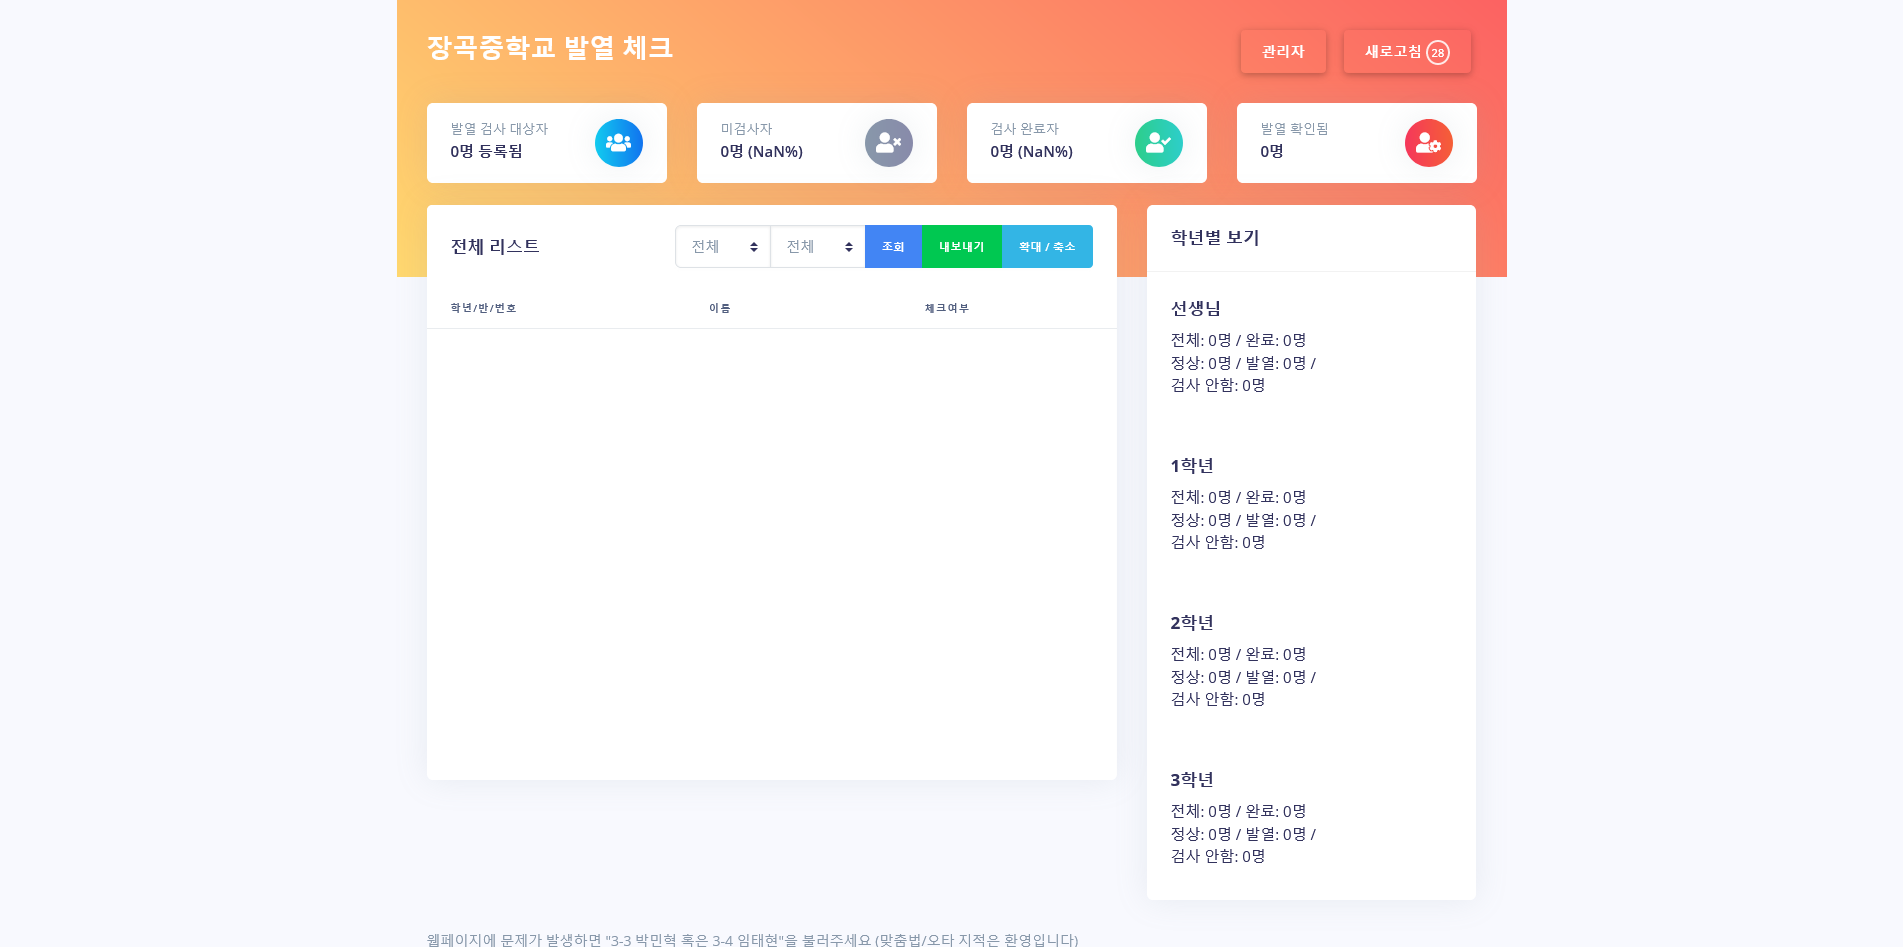 장곡중학교 발열 체크
관리자
새로고침 28
발열 검사 대상자
0명 등록됨
미검사자
0명 (NaN%)
검사 완료자
0명 (NaN%)
발열 확인됨
0명
전체 리스트
전체
전체
조회
내보내기
확대 / 축소
학년/반/번호
이름
체크여부
학년별 보기
선생님
전체: 0명 / 완료: 0명
정상: 0명 / 발열: 0명 /
검사 안함: 0명
1학년
전체: 0명 / 완료: 0명
정상: 0명 / 발열: 0명 /
검사 안함: 0명
2학년
전체: 0명 / 완료: 0명
정상: 0명 / 발열: 0명 /
검사 안함: 0명
3학년
전체: 0명 / 완료: 0명
정상: 0명 / 발열: 0명 /
검사 안함: 0명
웹페이지에 문제가 발생하면 "3-3 박민혁 혹은 3-4 임태현"을 불러주세요 (맞춤법/오타 지적은 환영입니다)